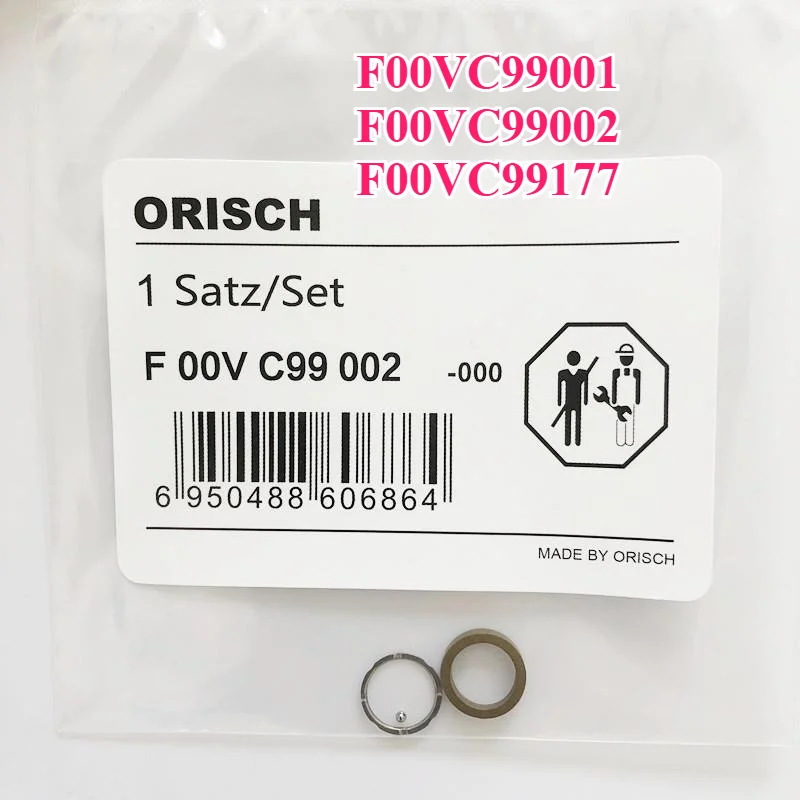 F00VC99001
F00VC99002
F00VC99177
ORISCH
1 Satz/Set
F 00V C99 002 -000
6 950488 606864
MADE BY ORISCH